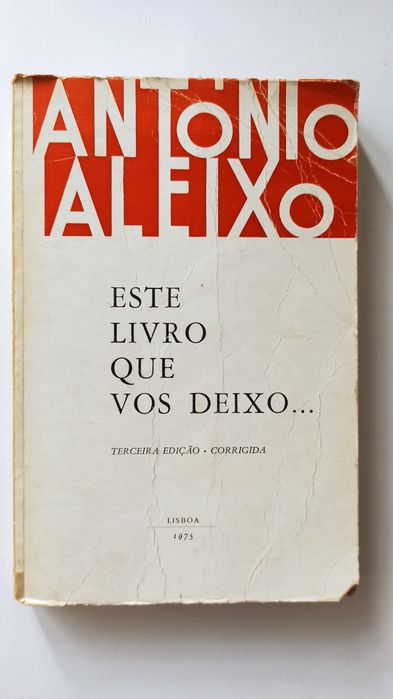 ANTÓNIO
ALEIXO
ESTE
LIVRO
QUE
VOS DEIXO...
TERCEIRA EDIÇÃO • CORRIGIDA
LISBOA
1975